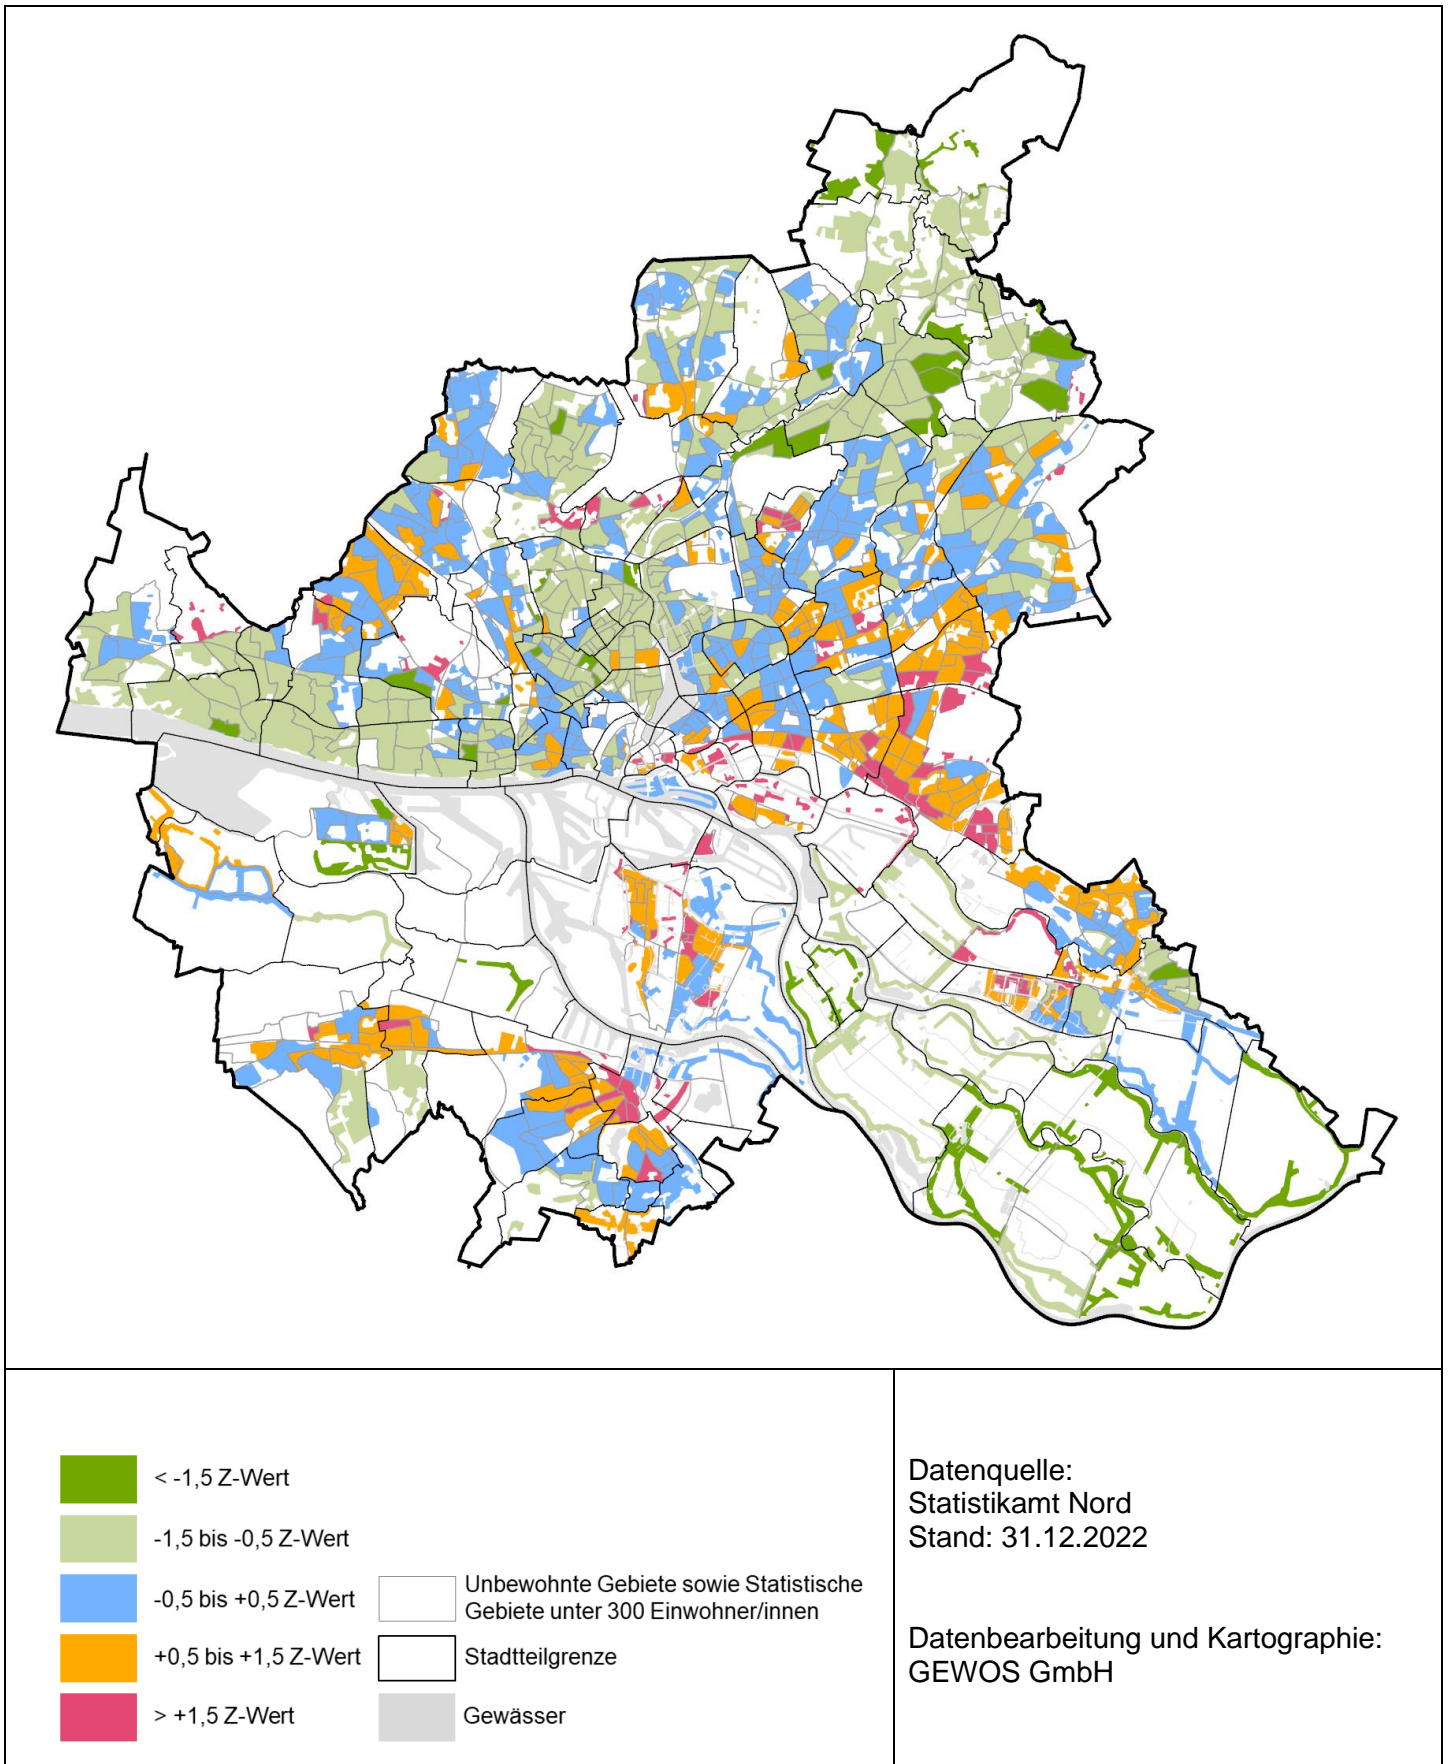 < -1,5 Z-Wert
-1,5 bis -0,5 Z-Wert
-0,5 bis +0,5 Z-Wert
+0,5 bis +1,5 Z-Wert
> +1,5 Z-Wert
Unbewohnte Gebiete sowie Statistische
Gebiete unter 300 Einwohner/innen
Stadtteilgrenze
Gewässer
Datenquelle:
Statistikamt Nord
Stand: 31.12.2022
Datenbearbeitung und Kartographie:
GEWOS GmbH